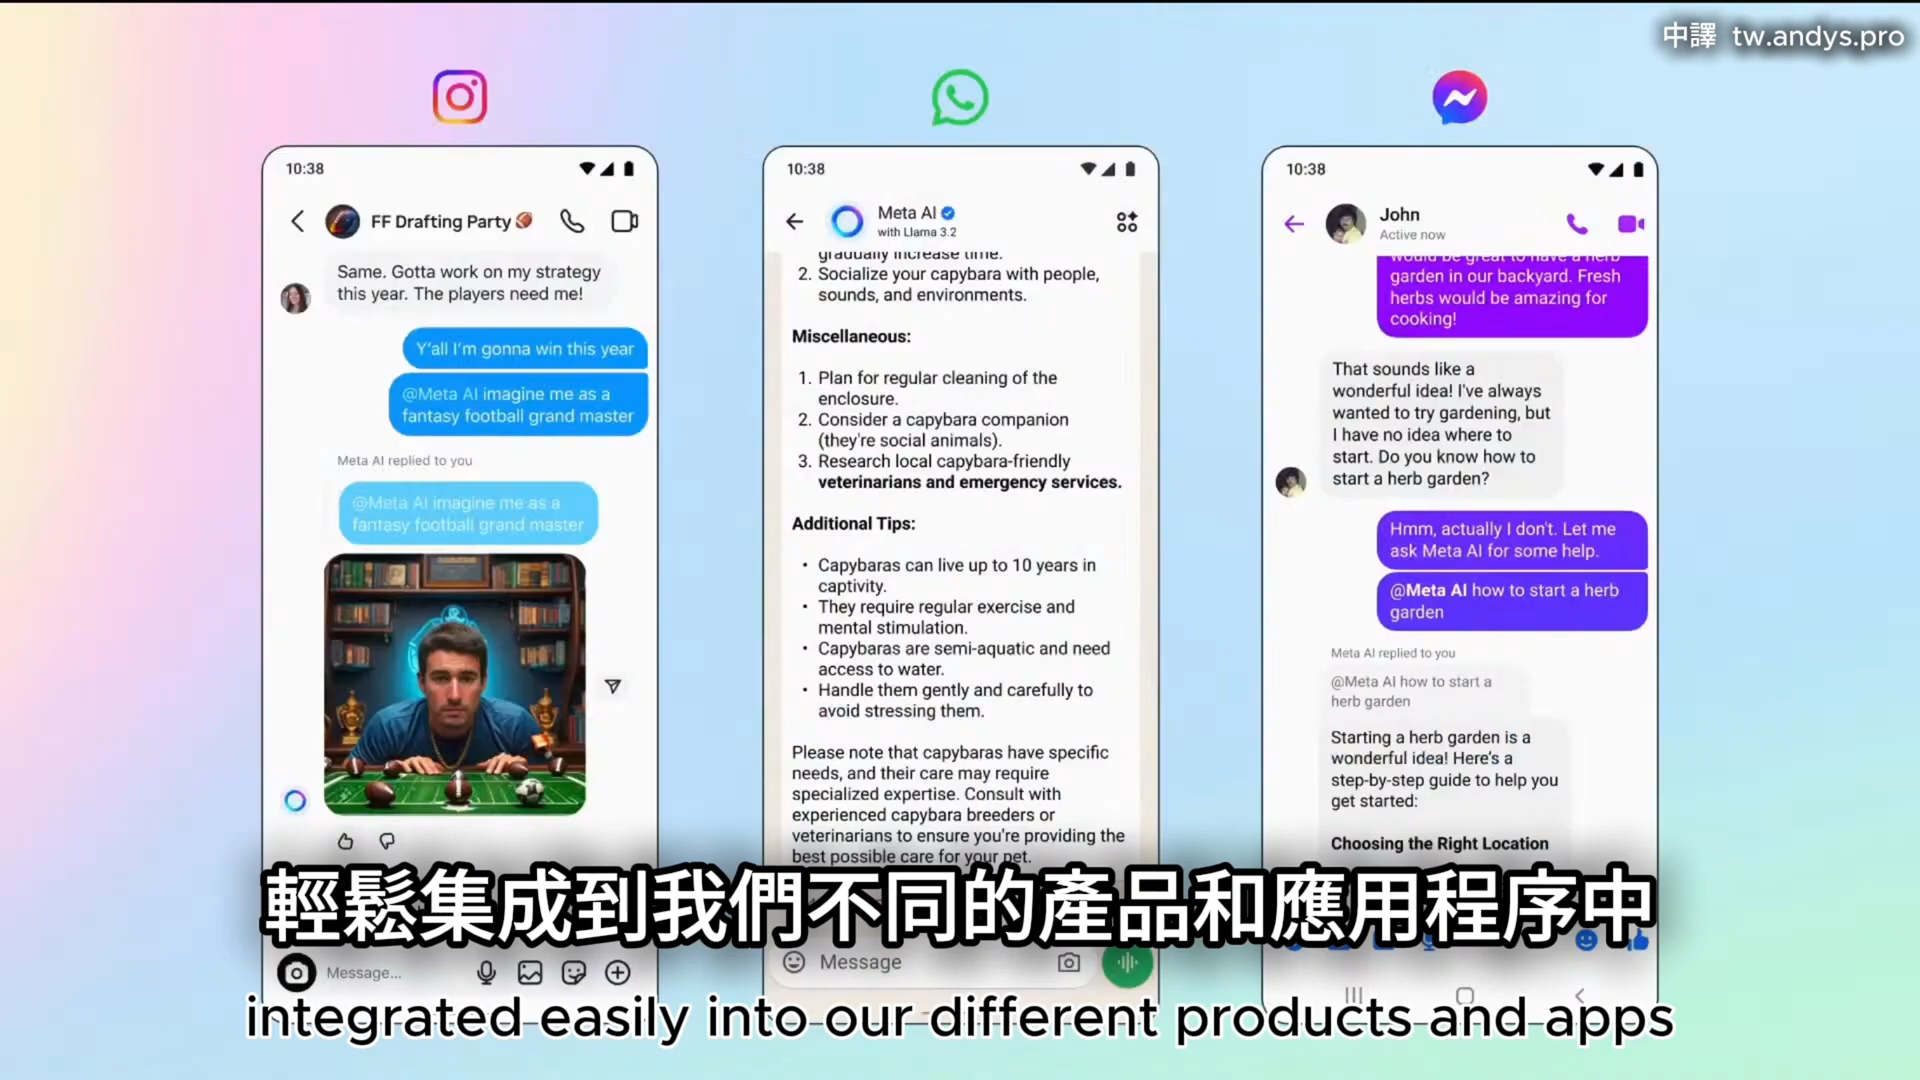 中譯 tw.andys.pro
10:38
FF Drafting Party
Same. Gotta work on my strategy
this year. The players need me!
Y'all I'm gonna win this year
@Meta AI imagine me as a
fantasy football grand master
Meta AI replied to you
@Meta AI imagine me as a
fantasy football grand master
Message...
10:38
Meta AI
with Llama 3.2
gradually increase time.
2. Socialize your capybara with people,
sounds, and environments.
Miscellaneous:
1. Plan for regular cleaning of the
enclosure.
2. Consider a capybara companion
(they're social animals).
3. Research local capybara-friendly
veterinarians and emergency services.
Additional Tips:
• Capybaras can live up to 10 years in
captivity.
• They require regular exercise and
mental stimulation.
• Capybaras are semi-aquatic and need
access to water.
• Handle them gently and carefully to
avoid stressing them.
Please note that capybaras have specific
needs, and their care may require
specialized expertise. Consult with
experienced capybara breeders or
veterinarians to ensure you're providing the
best possible care for your pet.
Message
10:38
John
Active now
would be great to have a herb
garden in our backyard. Fresh
herbs would be amazing for
cooking!
That sounds like a
wonderful idea! I've always
wanted to try gardening, but
I have no idea where to
start. Do you know how to
start a herb garden?
Hmm, actually I don't. Let me
ask Meta AI for some help.
@Meta AI how to start a herb
garden
Meta AI replied to you
@Meta AI how to start a
herb garden
Starting a herb garden is a
wonderful idea! Here's a
step-by-step guide to help you
get started:
Choosing the Right Location
輕鬆集成到我們不同的產品和應用程序中
integrated easily into our different products and apps